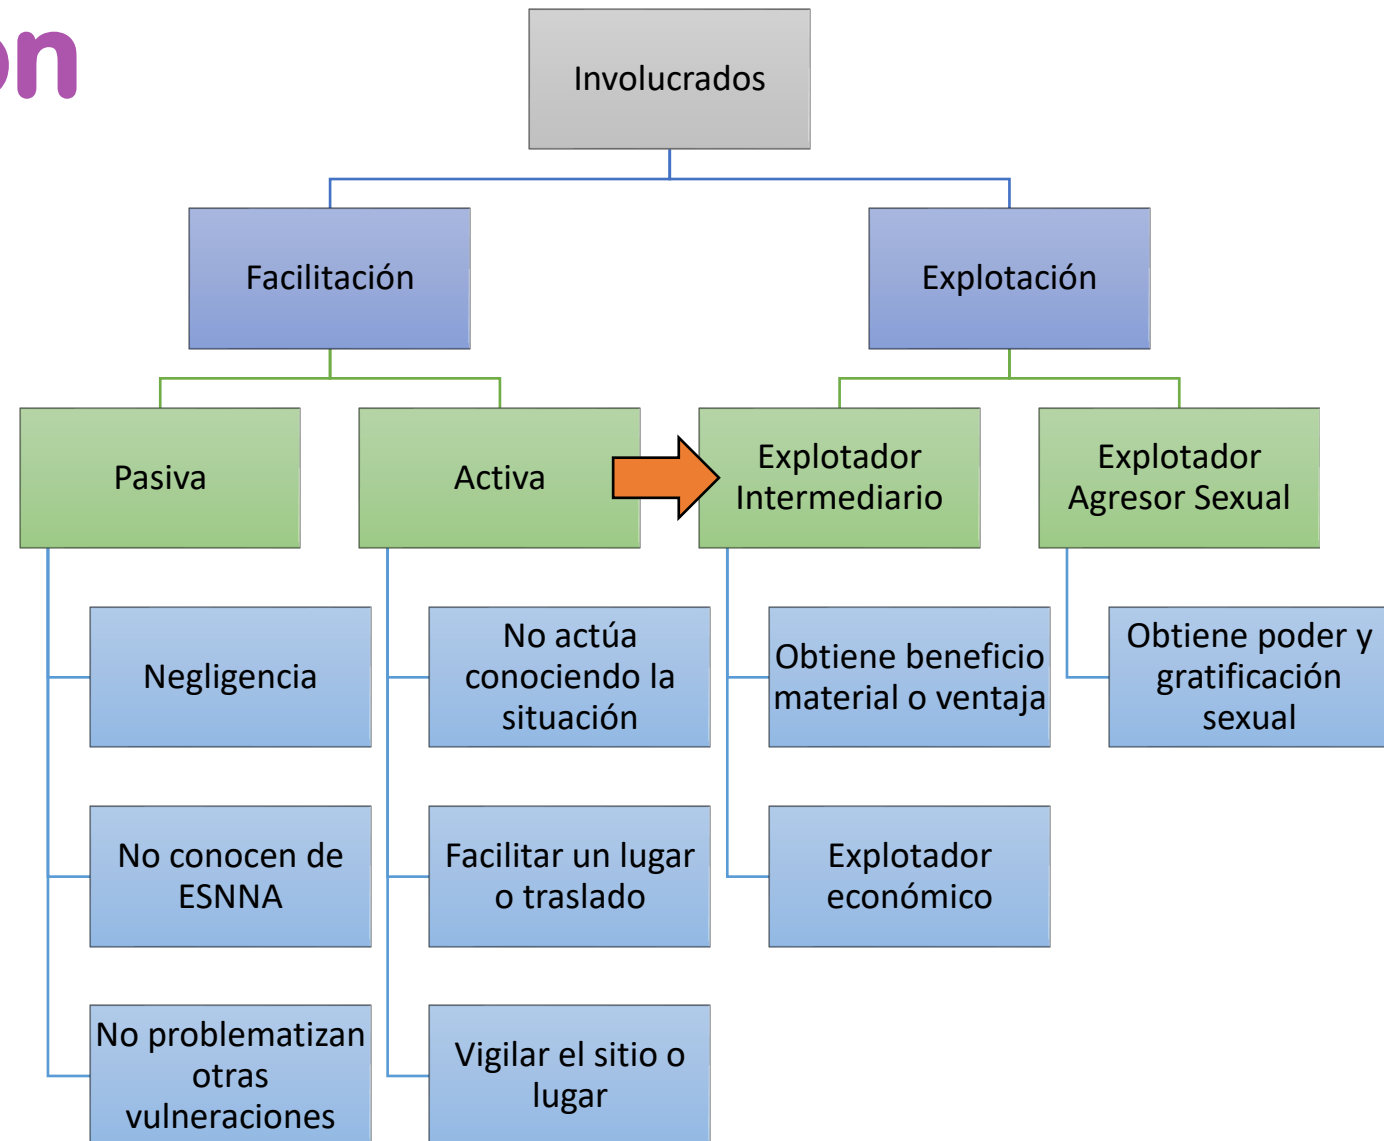 ón
Involucrados
Facilitación
Explotación
Pasiva
Activa
Explotador
Intermediario
Explotador
Agresor Sexual
Negligencia
No actúa
conociendo la
situación
Obtiene beneficio
material o ventaja
Obtiene poder y
gratificación
sexual
No conocen de
ESNNA
Facilitar un lugar
o traslado
Explotador
económico
No problematizan
otras
vulneraciones
Vigilar el sitio o
lugar